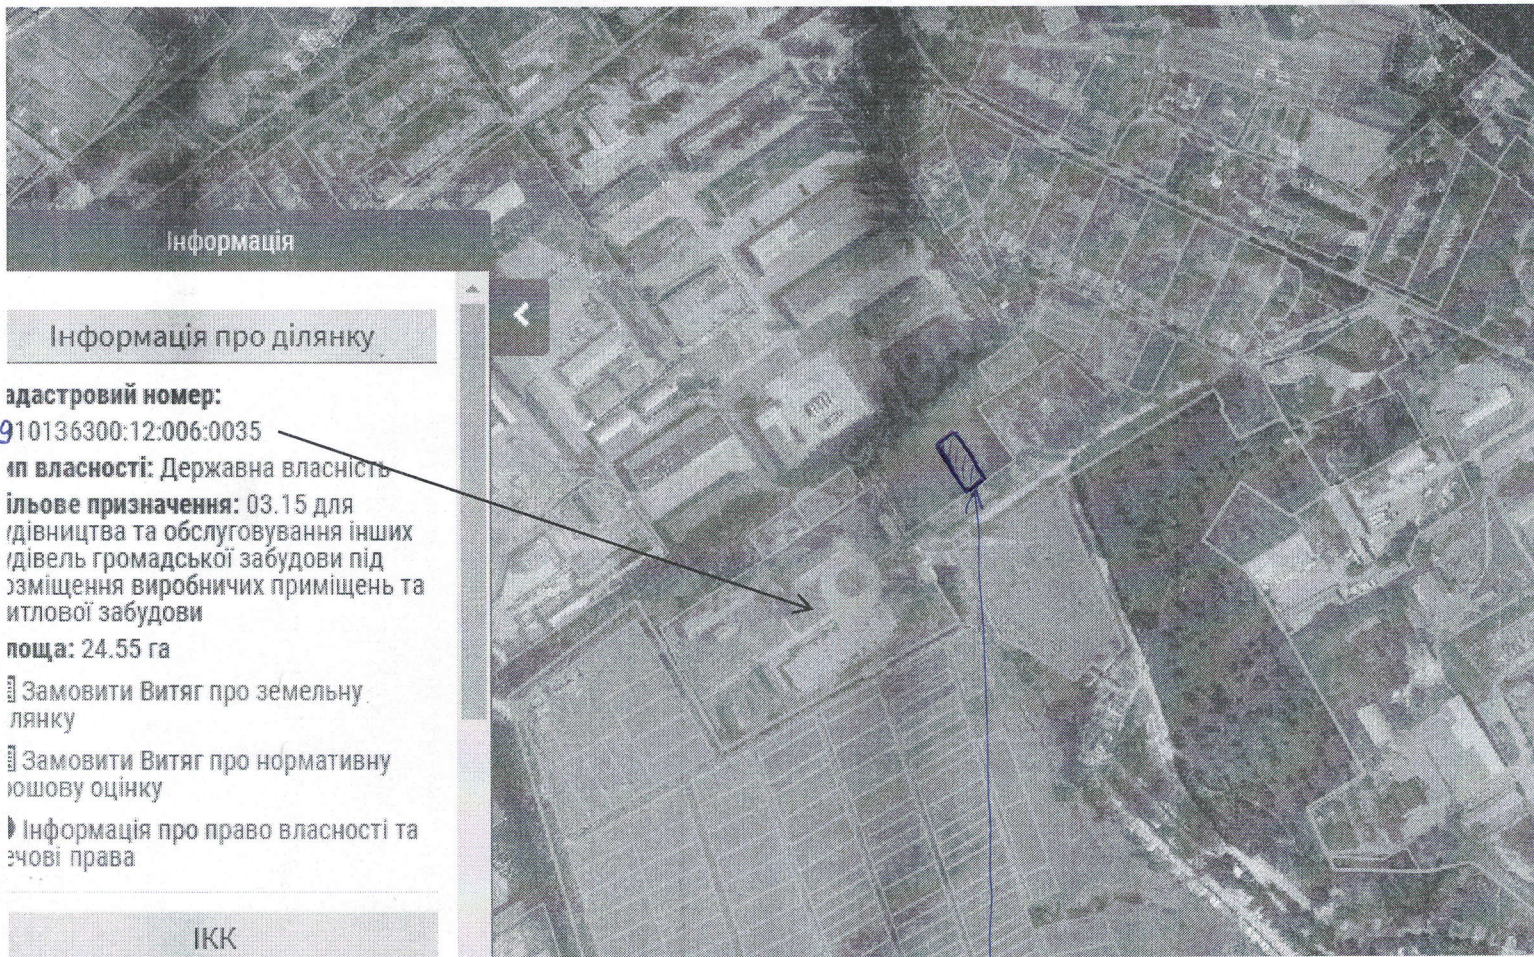 Інформація
Інформація про ділянку
адастровий номер:
910136300:12:006:0035
ип власності: Державна власність
ільове призначення: 03.15 для
удівництва та обслуговування інших
удівель громадської забудови під
озміщення виробничих приміщень та
итлової забудови
лоща: 24.55 га
Замовити Витяг про земельну
лянку
Замовити Витяг про нормативну
рошову оцінку
Інформація про право власності та
ечові права
ІКК